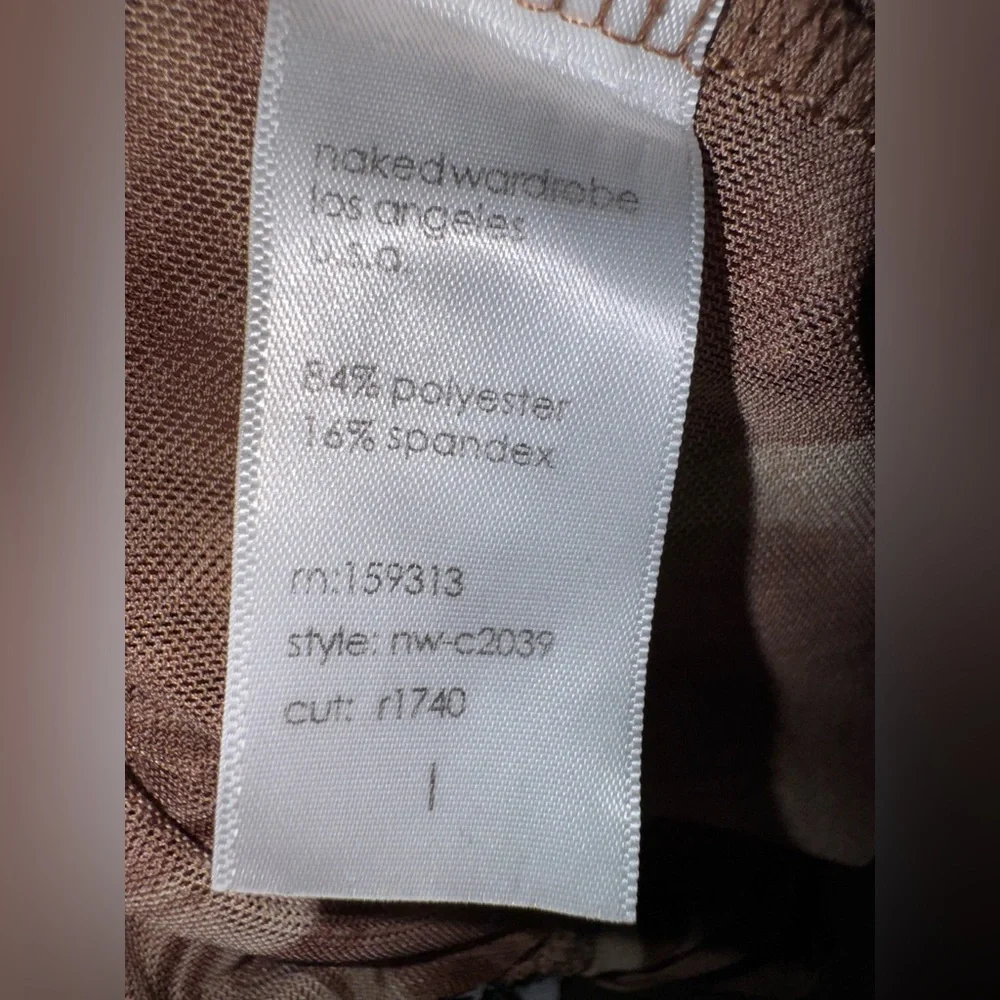 nakedwardrobe
los angeles
u.s.a.
84% polyester
16% spandex
rn:159313
style: nw-c2039
cut: r1740
l